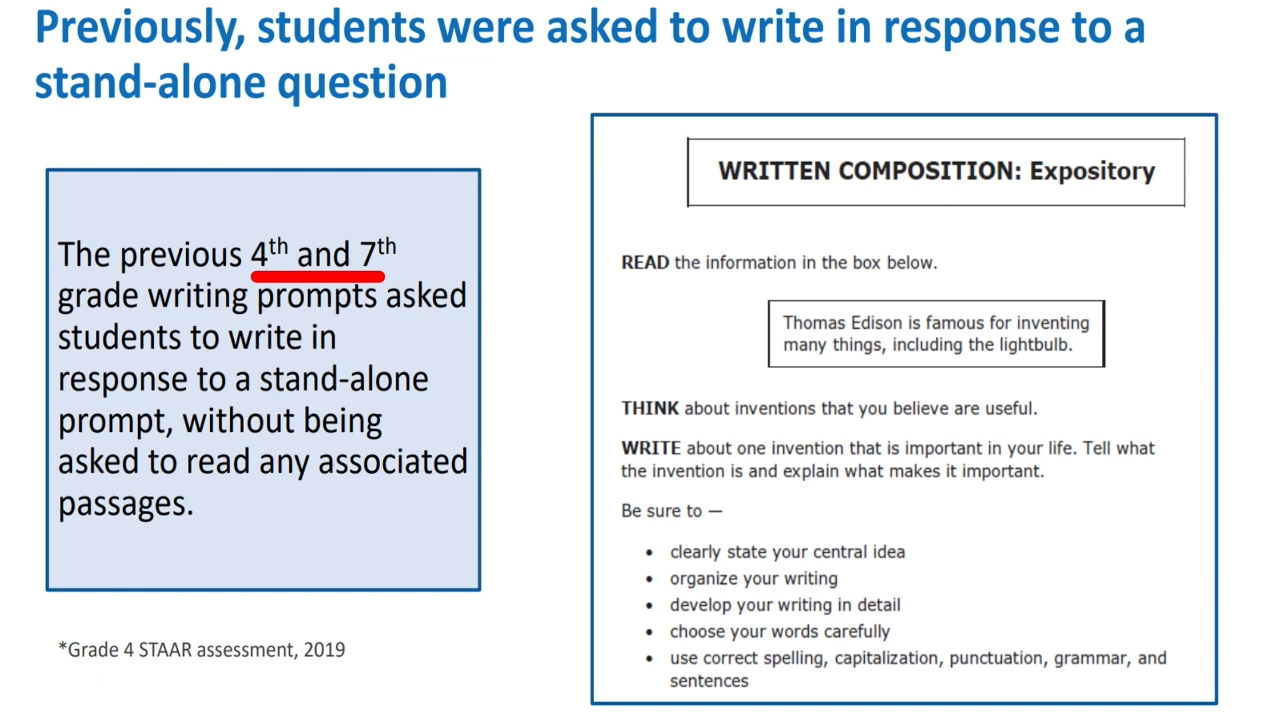 Previously, students were asked to write in response to a
stand-alone question
The previous 4th and 7th
grade writing prompts asked
students to write in
response to a stand-alone
prompt, without being
asked to read any associated
passages.
*Grade 4 STAAR assessment, 2019
WRITTEN COMPOSITION: Expository
READ the information in the box below.
Thomas Edison is famous for inventing
many things, including the lightbulb.
THINK about inventions that you believe are useful.
WRITE about one invention that is important in your life. Tell what
the invention is and explain what makes it important.
Be sure to —
• clearly state your central idea
• organize your writing
• develop your writing in detail
• choose your words carefully
• use correct spelling, capitalization, punctuation, grammar, and
sentences